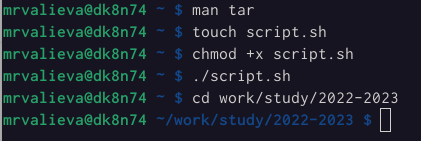 mrvalieva@dk8n74 ~ $ man tar
mrvalieva@dk8n74 ~ $ touch script.sh
mrvalieva@dk8n74 ~ $ chmod +x script.sh
mrvalieva@dk8n74 ~ $ ./script.sh
mrvalieva@dk8n74 ~ $ cd work/study/2022-2023
mrvalieva@dk8n74 ~/work/study/2022-2023 $